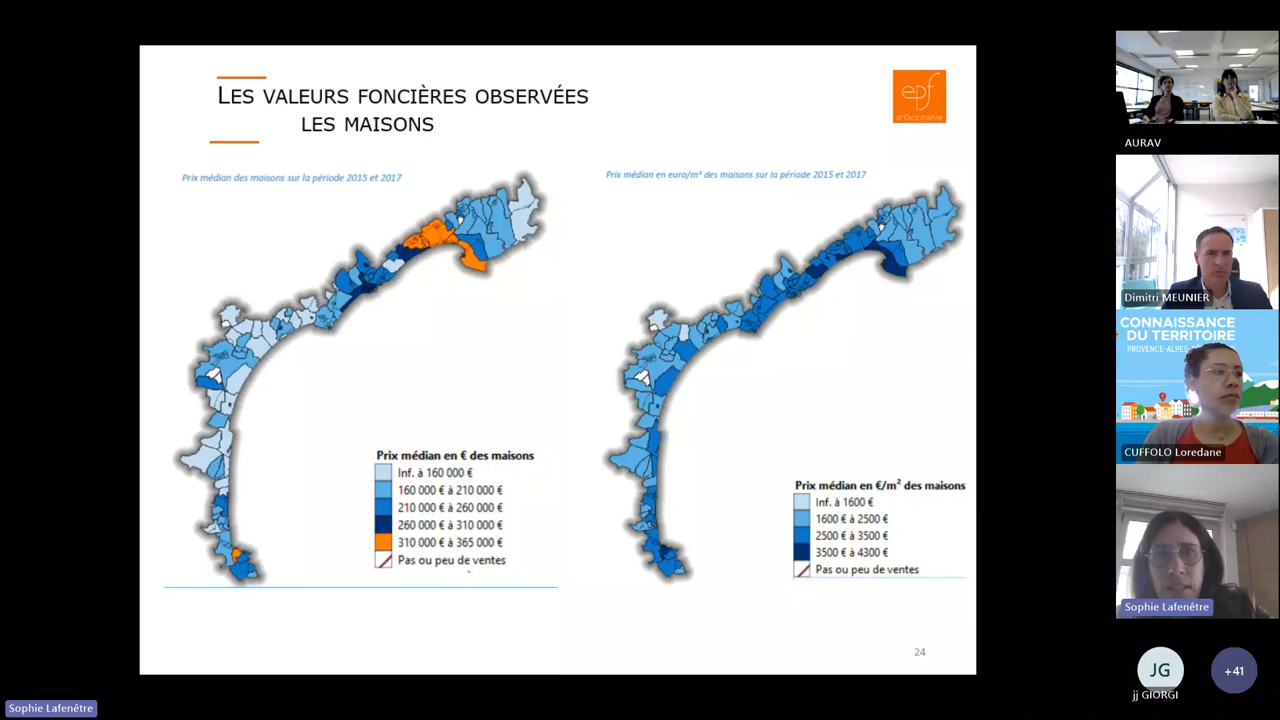 LES VALEURS FONCIÈRES OBSERVÉES
LES MAISONS
epf
d'Occitanie
Prix médian des maisons sur la période 2015 et 2017
Prix médian en euro/m² des maisons sur la période 2015 et 2017
Prix médian en € des maisons
Inf. à 160 000 €
160 000 € à 210 000 €
210 000 € à 260 000 €
260 000 € à 310 000 €
310 000 € à 365 000 €
Pas ou peu de ventes
Prix médian en €/m² des maisons
Inf. à 1600 €
1600 € à 2500 €
2500 € à 3500 €
3500 € à 4300 €
Pas ou peu de ventes
24
AURAV
Dimitri MEUNIER
CONNAISSANCE
DU TERRITOIRE
CUFFOLO Loredane
Sophie Lafenêtre
JG
+41
jj GIORGI
Sophie Lafenêtre